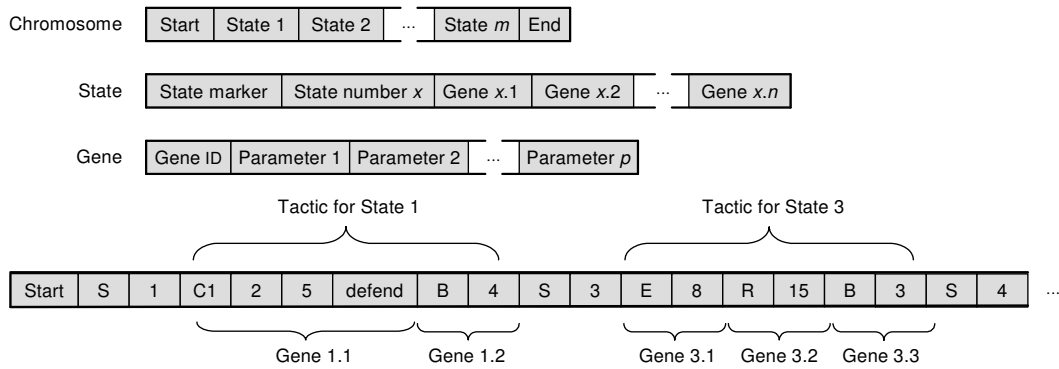 Chromosome Start State 1 State 2 ... State m End
State State marker State number x Gene x.1 Gene x.2 ... Gene x.n
Gene Gene ID Parameter 1 Parameter 2 ... Parameter p
Tactic for State 1 Tactic for State 3
Start S 1 C1 2 5 defend B 4 S 3 E 8 R 15 B 3 S 4 ...
Gene 1.1 Gene 1.2 Gene 3.1 Gene 3.2 Gene 3.3